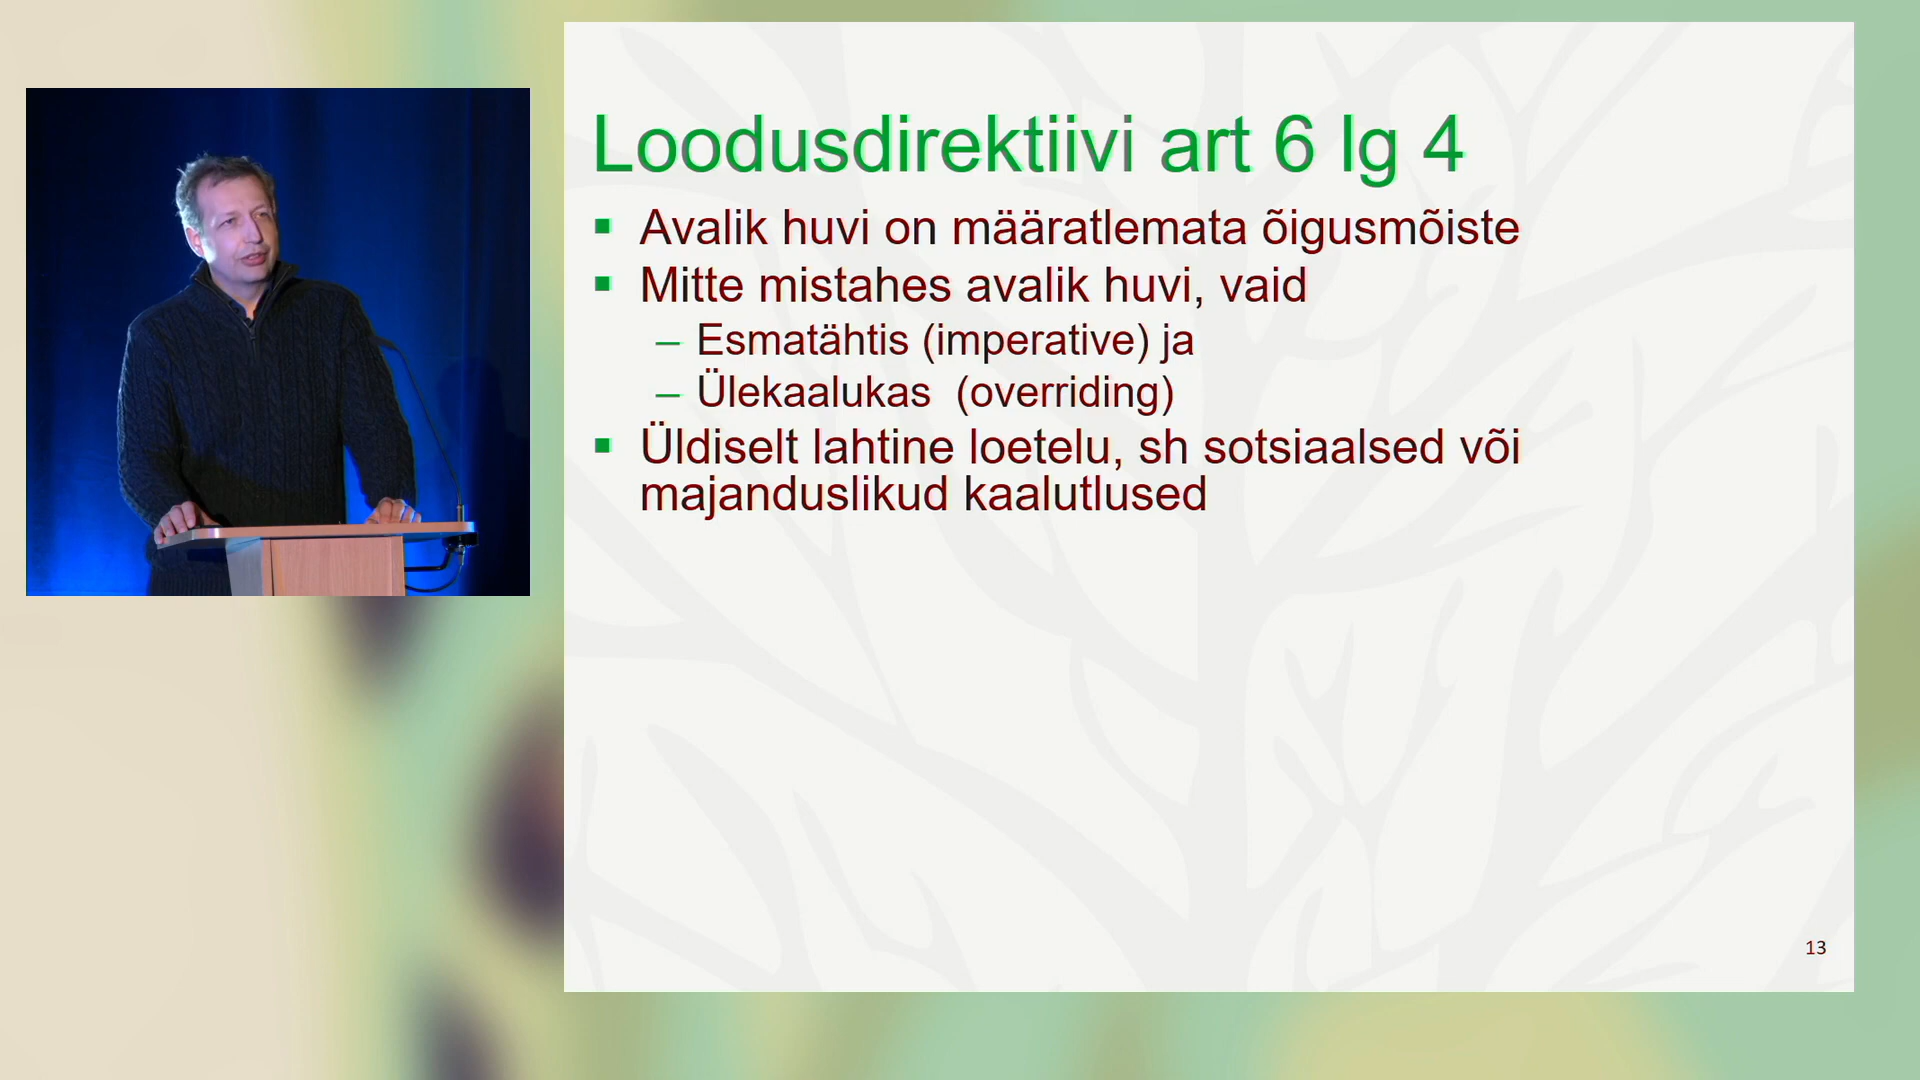 Loodusdirektiivi art 6 lg 4
▪ Avalik huvi on määratlemata õigusmõiste
▪ Mitte mistahes avalik huvi, vaid
– Esmatähtis (imperative) ja
– Ülekaalukas (overriding)
▪ Üldiselt lahtine loetelu, sh sotsiaalsed või
majanduslikud kaalutlused
13